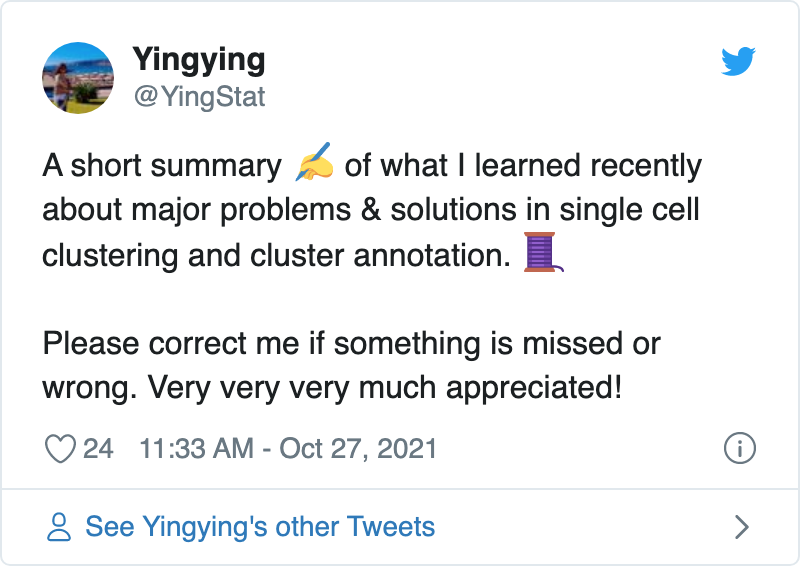 Yingying
@YingStat
A short summary ✍️ of what I learned recently
about major problems & solutions in single cell
clustering and cluster annotation. 🧵
Please correct me if something is missed or
wrong. Very very very much appreciated!
24 11:33 AM - Oct 27, 2021
See Yingying's other Tweets